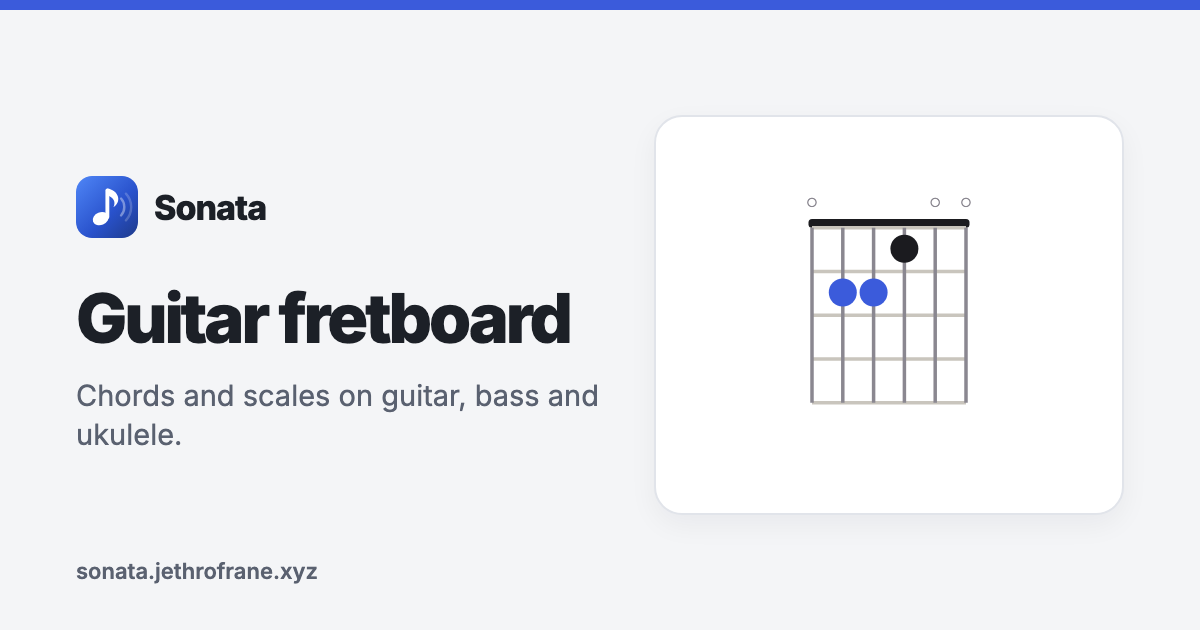 Sonata
Guitar fretboard
Chords and scales on guitar, bass and
ukulele.
sonata.jethrofrane.xyz